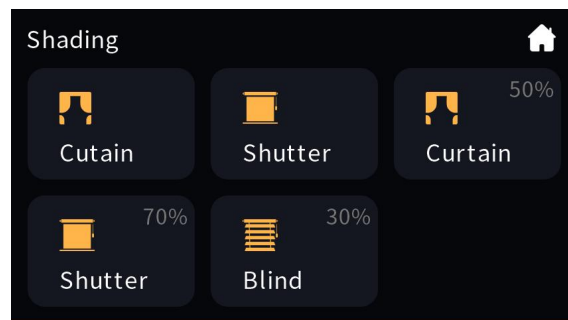 Shading
50%
Cutain Shutter Curtain
70% 30%
Shutter Blind